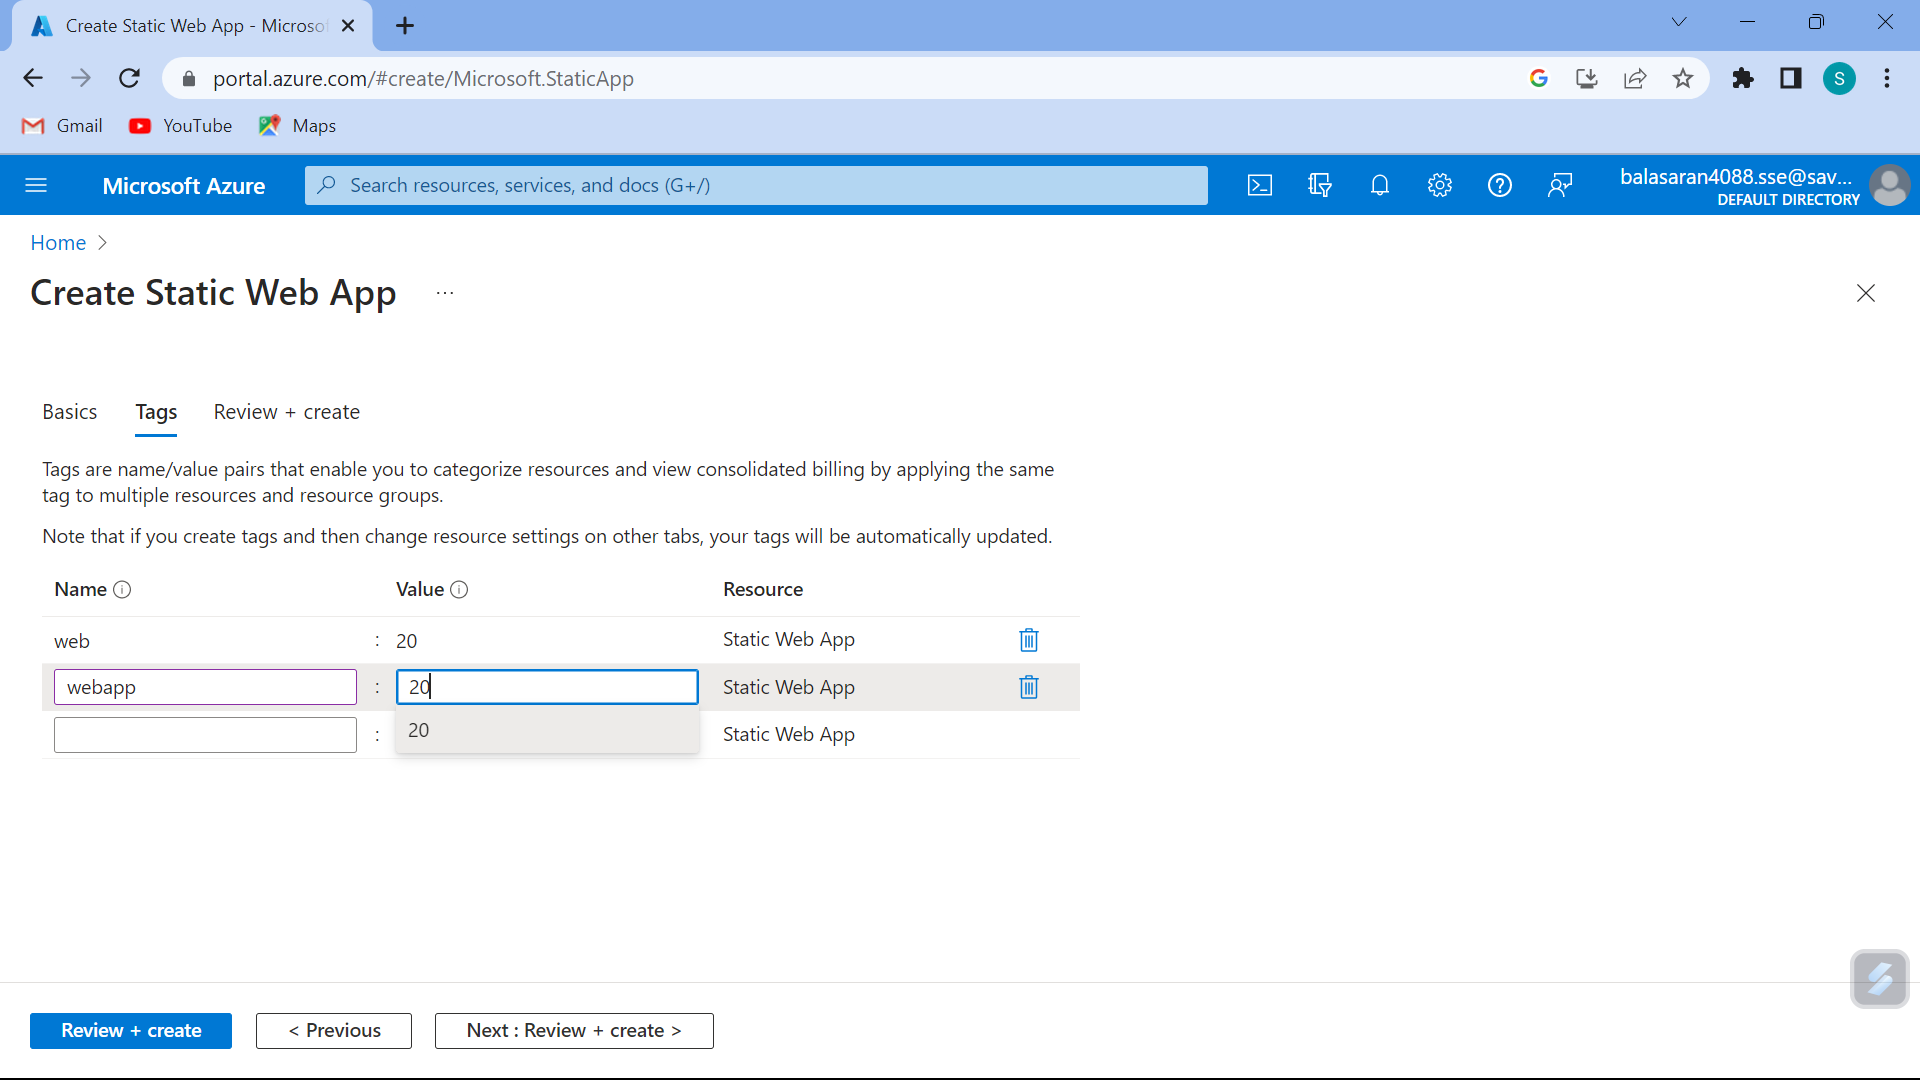 Create Static Web App - Microso
portal.azure.com/#create/Microsoft.StaticApp
S
Gmail
YouTube
Maps
Microsoft Azure
Search resources, services, and docs (G+/)
balasaran4088.sse@sav...
DEFAULT DIRECTORY
Home >
Create Static Web App ...
Basics
Tags
Review + create
Tags are name/value pairs that enable you to categorize resources and view consolidated billing by applying the same
tag to multiple resources and resource groups.
Note that if you create tags and then change resource settings on other tabs, your tags will be automatically updated.
Name
Value
Resource
web : 20 Static Web App
webapp : 20 Static Web App
20
: Static Web App
Review + create
< Previous
Next : Review + create >